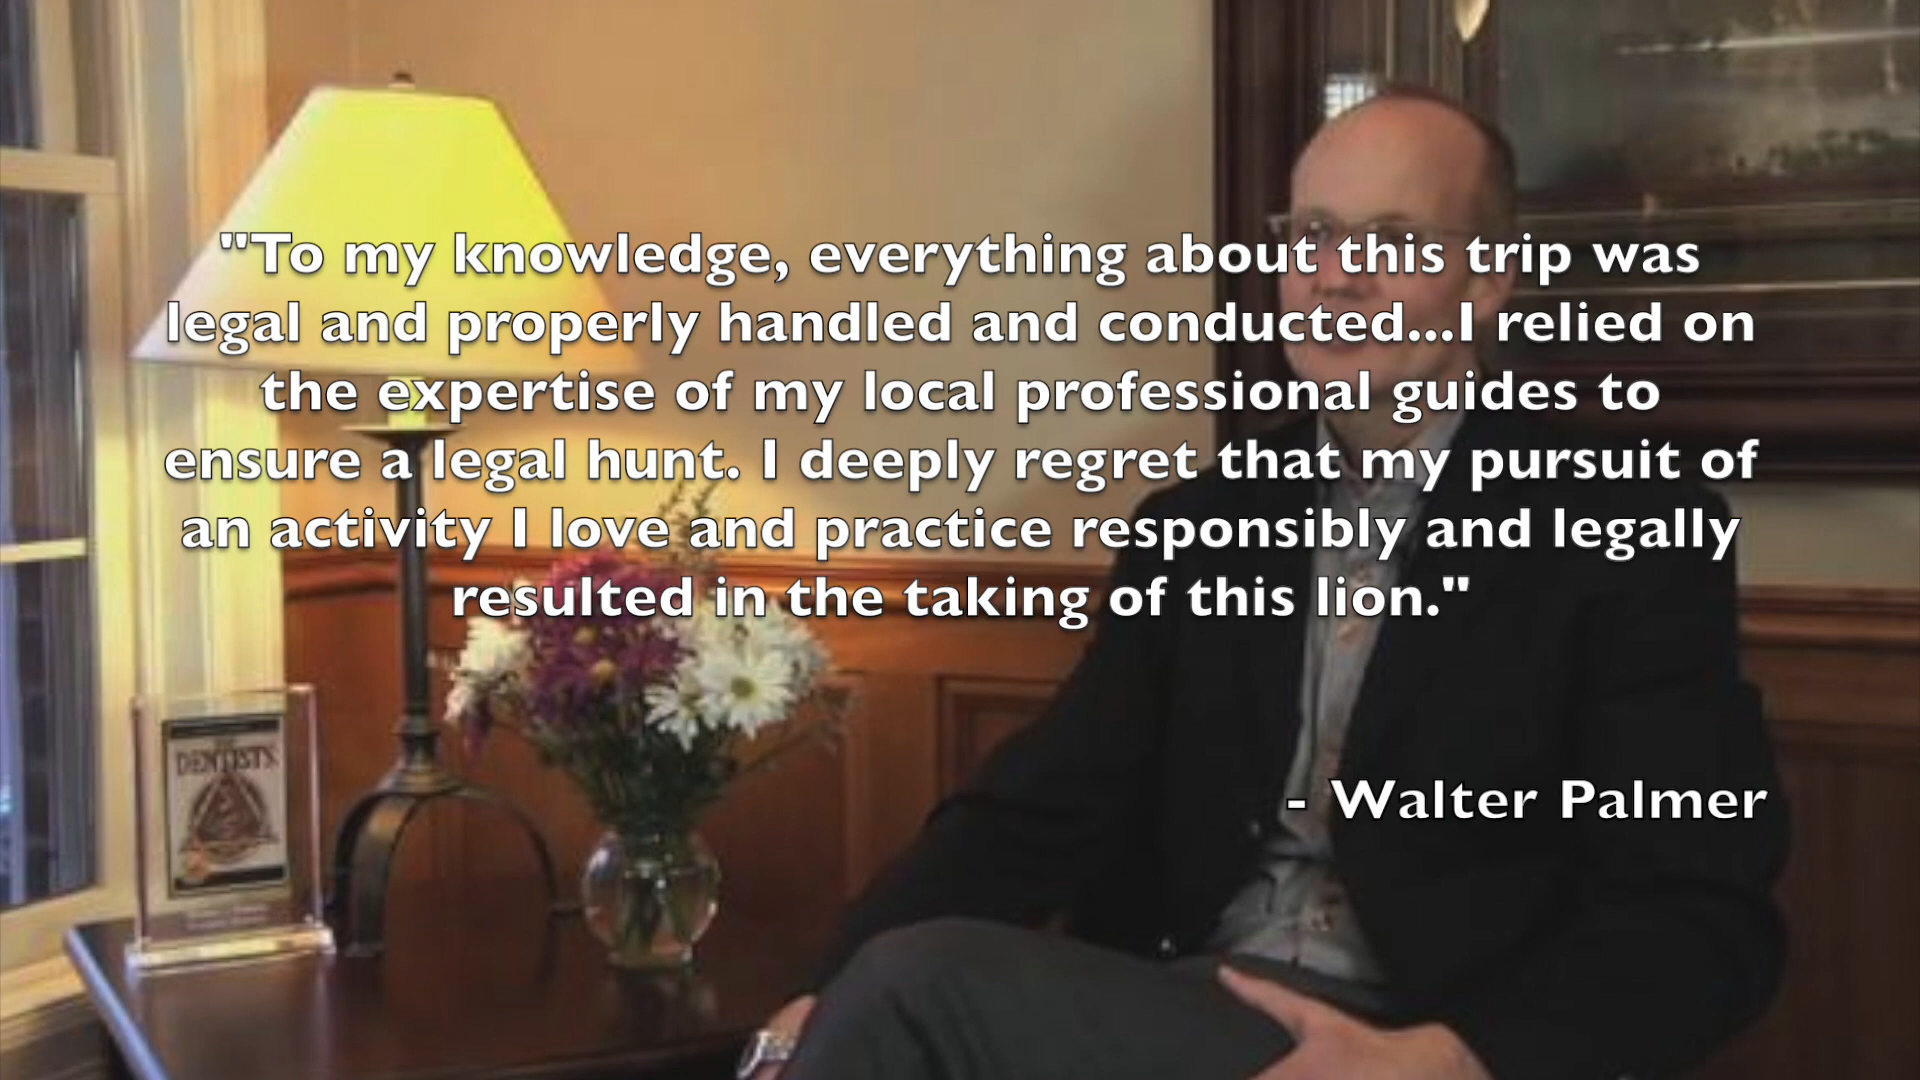 "To my knowledge, everything about this trip was
legal and properly handled and conducted...I relied on
the expertise of my local professional guides to
ensure a legal hunt. I deeply regret that my pursuit of
an activity I love and practice responsibly and legally
resulted in the taking of this lion."
- Walter Palmer
DENTISTS